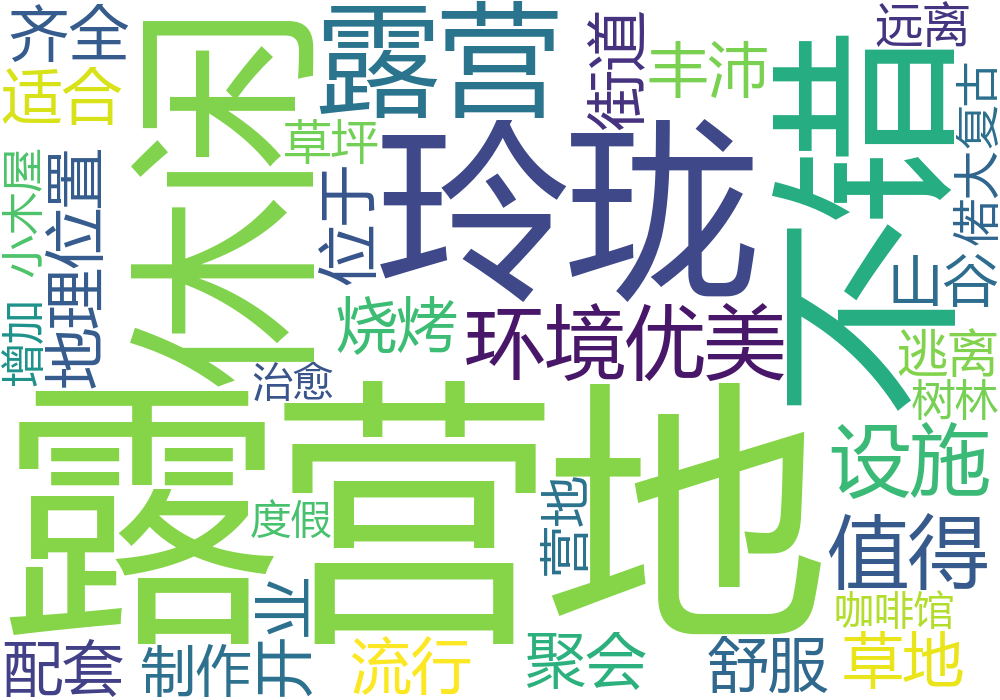 齐全
休闲
露营
街道
丰沛
不错
远离
适合
草坪
玲珑
复古
偌大
小木屋
地理位置
位于
山谷
增加
烧烤
环境优美
逃离
治愈
树林
露营地
设施
度假
营地
值得
开业
咖啡馆
配套
制作
流行
聚会
舒服
草地